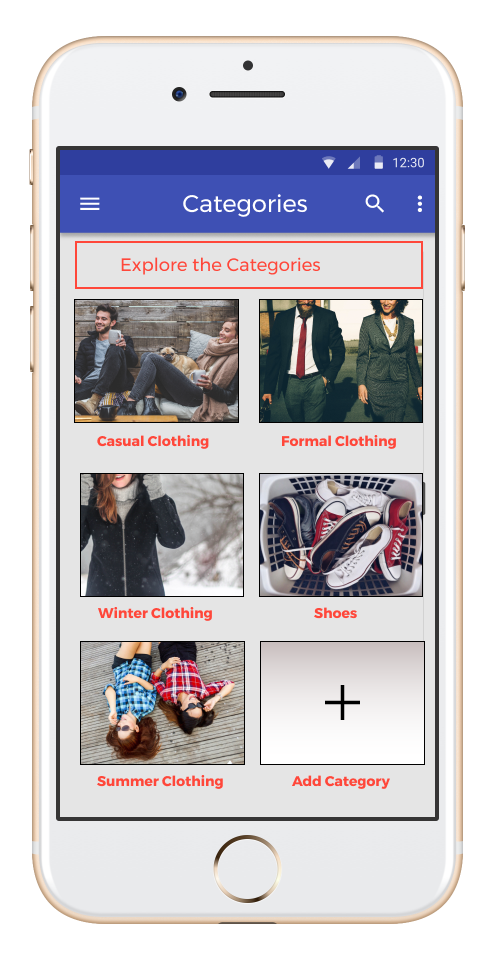 12:30
Categories
Explore the Categories
Casual Clothing
Formal Clothing
Winter Clothing
Shoes
Summer Clothing
Add Category